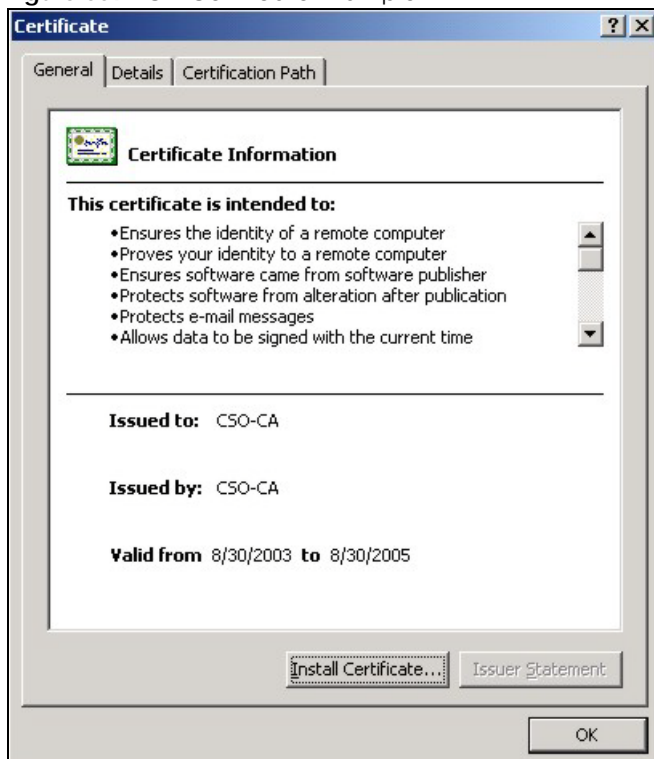 Certificate
General Details Certification Path
Certificate Information
This certificate is intended to:
•Ensures the identity of a remote computer
•Proves your identity to a remote computer
•Ensures software came from software publisher
•Protects software from alteration after publication
•Protects e-mail messages
•Allows data to be signed with the current time
Issued to: CSO-CA
Issued by: CSO-CA
Valid from 8/30/2003 to 8/30/2005
Install Certificate... Issuer Statement
OK